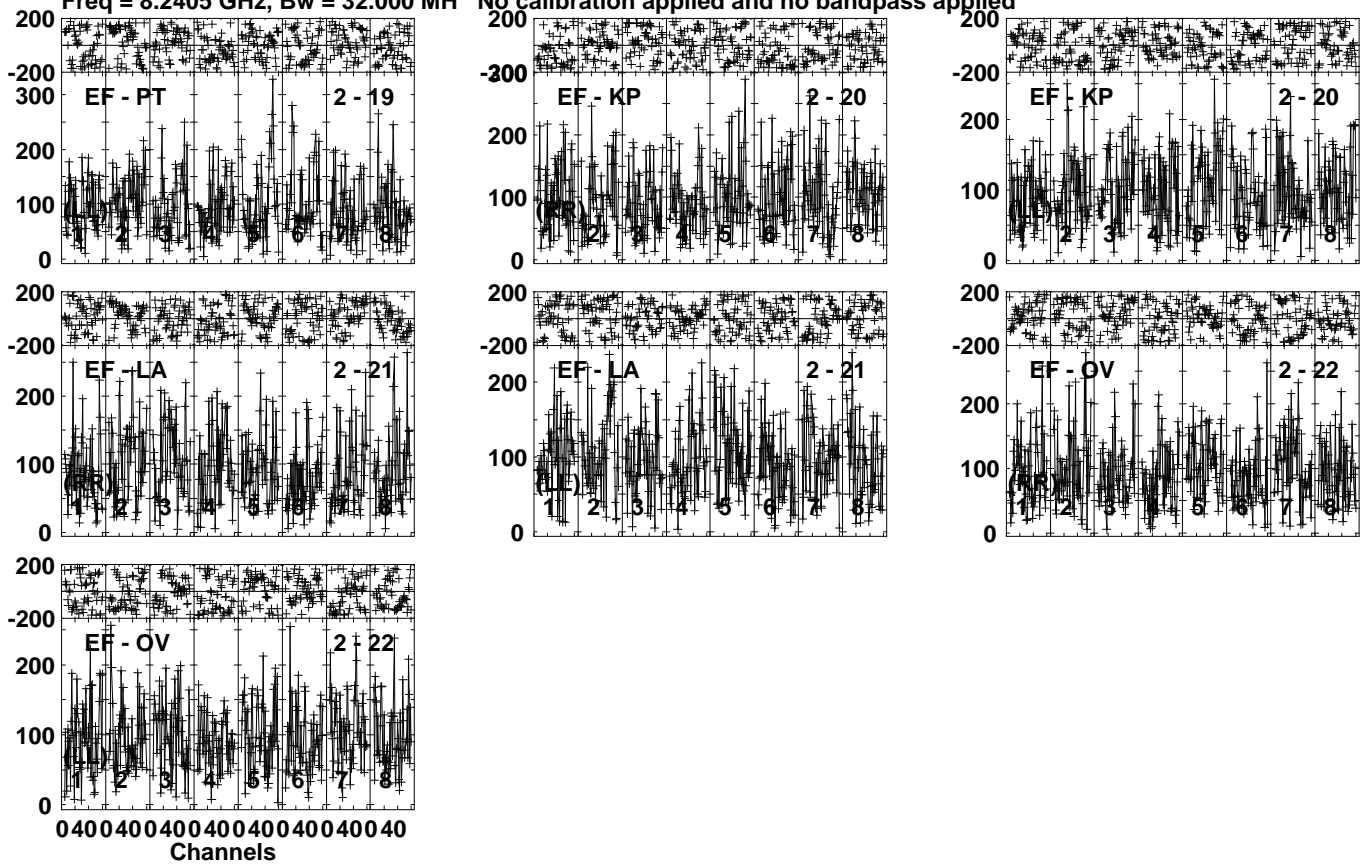 Freq = 8.2405 GHz, Bw = 32.000 MH   No calibration applied and no bandpass applied
200
-200
300
200
100
0
EF - PT 2 - 19
(LL)
1 2 3 4 5 6 7 8
200
-200
200
100
0
EF - KP 2 - 20
(RR)
1 2 3 4 5 6 7 8
200
-200
200
100
0
EF - KP 2 - 20
(LL)
1 2 3 4 5 6 7 8
200
-200
200
100
0
EF - LA 2 - 21
(RR)
1 2 3 4 5 6 7 8
200
-200
200
100
0
EF - LA 2 - 21
(LL)
1 2 3 4 5 6 7 8
200
-200
200
100
0
EF - OV 2 - 22
(RR)
1 2 3 4 5 6 7 8
200
-200
200
100
0
EF - OV 2 - 22
(LL)
1 2 3 4 5 6 7 8
0 40 0 40 0 40 0 40 0 40 0 40 0 40 0 40
Channels